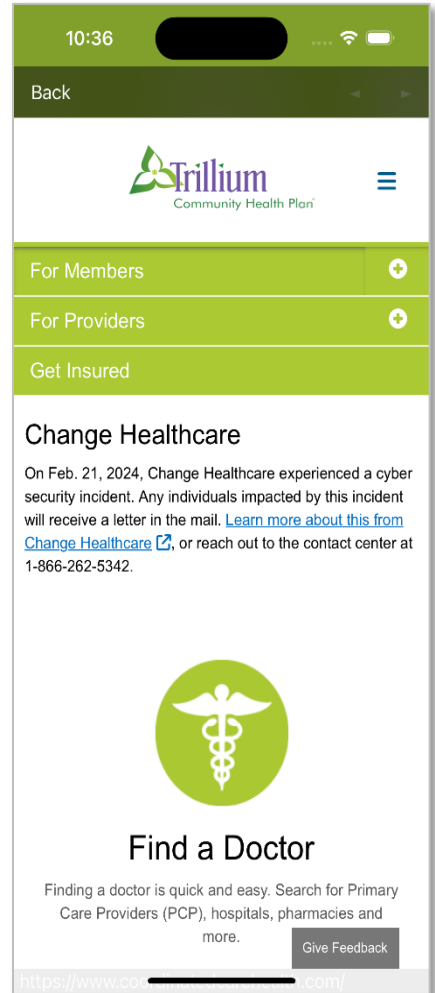 10:36
Back
Trillium
Community Health Plan
For Members
For Providers
Get Insured
Change Healthcare
On Feb. 21, 2024, Change Healthcare experienced a cyber
security incident. Any individuals impacted by this incident
will receive a letter in the mail. Learn more about this from
Change Healthcare, or reach out to the contact center at
1-866-262-5342.
Find a Doctor
Finding a doctor is quick and easy. Search for Primary
Care Providers (PCP), hospitals, pharmacies and
more.
Give Feedback